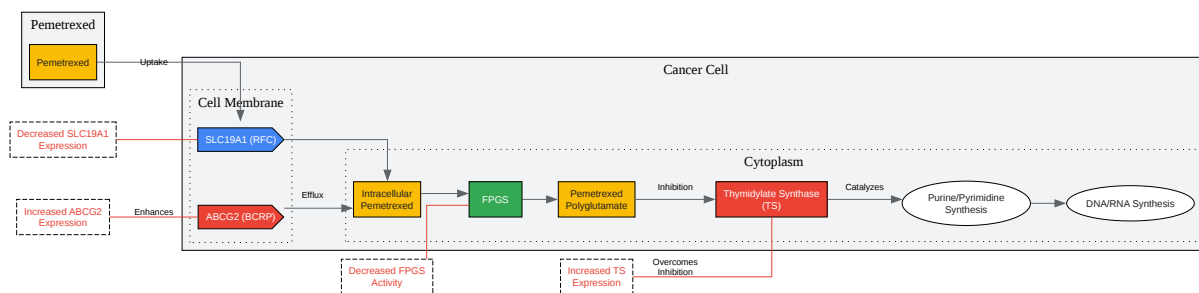 Pemetrexed
Pemetrexed
Uptake
Cancer Cell
Cell Membrane
Decreased SLC19A1
Expression
SLC19A1 (RFC)
Cytoplasm
Increased ABCG2
Expression
Enhances
ABCG2 (BCRP)
Efflux
Intracellular
Pemetrexed
FPGS
Pemetrexed
Polyglutamate
Inhibition
Thymidylate Synthase
(TS)
Catalyzes
Purine/Pyrimidine
Synthesis
DNA/RNA Synthesis
Decreased FPGS
Activity
Increased TS
Expression
Overcomes
Inhibition